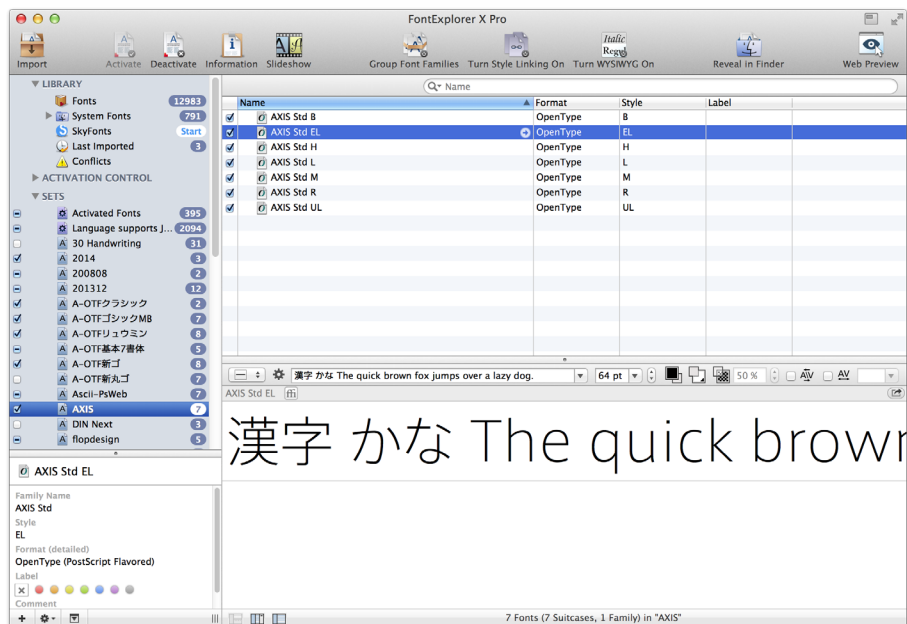 FontExplorer X Pro
Import Activate Deactivate Information Slideshow Group Font Families Turn Style Linking On Turn WYSIWYG On Reveal in Finder Web Preview
Italic
Regul
LIBRARY
Fonts 12983
System Fonts 791
SkyFonts Start
Last Imported 3
Conflicts
ACTIVATION CONTROL
SETS
Activated Fonts 395
Language supports J... 2094
30 Handwriting 31
2014 3
200808 2
201312 12
A-OTFクラシック 2
A-OTFゴシックMB 7
A-OTFリュウミン 8
A-OTF基本7書体 5
A-OTF新ゴ 8
A-OTF新丸ゴ 7
Ascii-PsWeb 7
AXIS 7
DIN Next 3
flopdesign 5
Name
Name Format Style Label
AXIS Std B OpenType B
AXIS Std EL OpenType EL
AXIS Std H OpenType H
AXIS Std L OpenType L
AXIS Std M OpenType M
AXIS Std R OpenType R
AXIS Std UL OpenType UL
漢字 かな The quick brown fox jumps over a lazy dog. 64 pt 50 % AV AV
AXIS Std EL
漢字 かな The quick brown
AXIS Std EL
Family Name
AXIS Std
Style
EL
Format (detailed)
OpenType (PostScript Flavored)
Label
Comment
7 Fonts (7 Suitcases, 1 Family) in "AXIS"